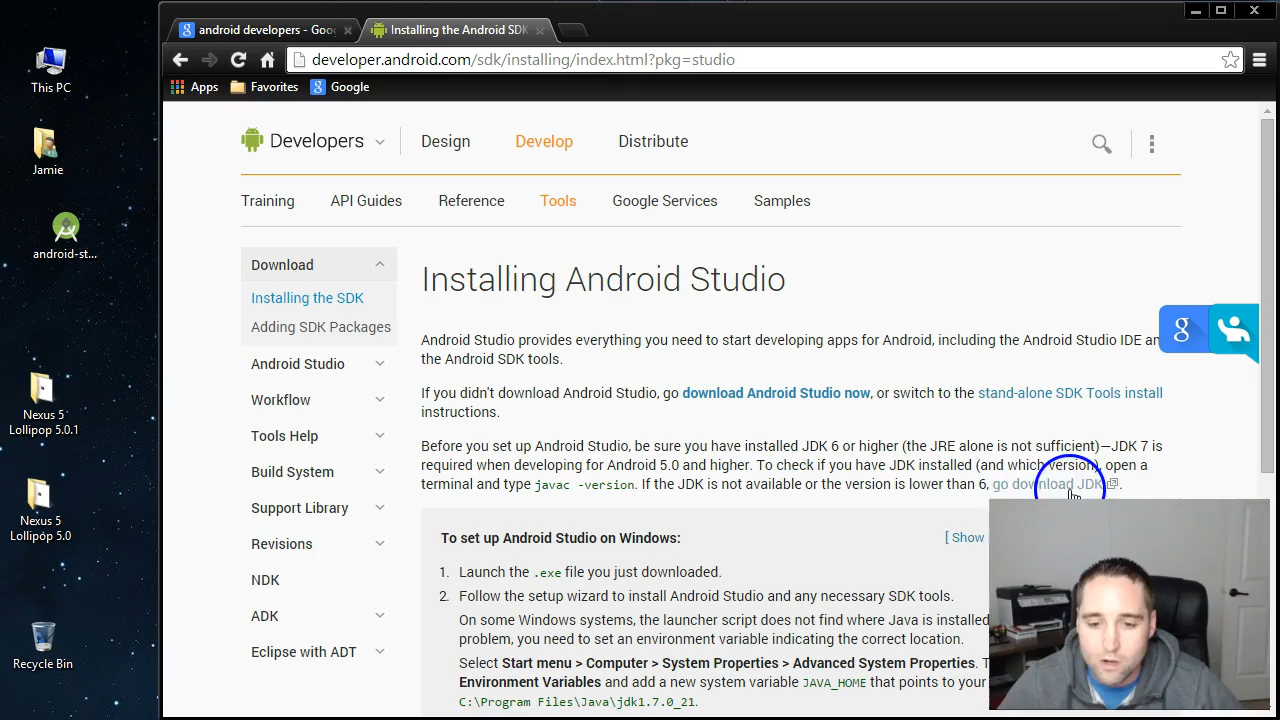 This PC
Jamie
android-st...
Nexus 5
Lollipop 5.0.1
Nexus 5
Lollipop 5.0
Recycle Bin
android developers - Goo
Installing the Android SDK
developer.android.com/sdk/installing/index.html?pkg=studio
Apps
Favorites
Google
Developers
Design
Develop
Distribute
Training
API Guides
Reference
Tools
Google Services
Samples
Download
Installing the SDK
Adding SDK Packages
Android Studio
Workflow
Tools Help
Build System
Support Library
Revisions
NDK
ADK
Eclipse with ADT
Installing Android Studio
Android Studio provides everything you need to start developing apps for Android, including the Android Studio IDE an
the Android SDK tools.
If you didn't download Android Studio, go download Android Studio now, or switch to the stand-alone SDK Tools install
instructions.
Before you set up Android Studio, be sure you have installed JDK 6 or higher (the JRE alone is not sufficient)—JDK 7 is
required when developing for Android 5.0 and higher. To check if you have JDK installed (and which version), open a
terminal and type javac -version. If the JDK is not available or the version is lower than 6, go download JDK.
To set up Android Studio on Windows:
[ Show
1. Launch the .exe file you just downloaded.
2. Follow the setup wizard to install Android Studio and any necessary SDK tools.
On some Windows systems, the launcher script does not find where Java is installed
problem, you need to set an environment variable indicating the correct location.
Select Start menu > Computer > System Properties > Advanced System Properties. T
Environment Variables and add a new system variable JAVA_HOME that points to your
C:\Program Files\Java\jdk1.7.0_21.
g
g
g